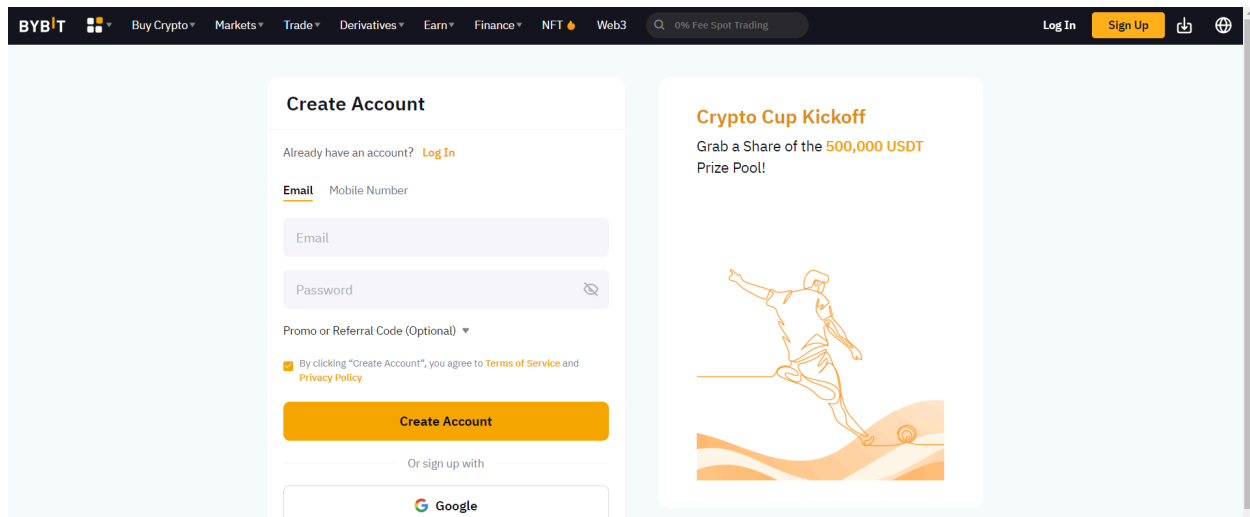 BYBIT Buy Crypto Markets Trade Derivatives Earn Finance NFT Web3 0% Fee Spot Trading Log In Sign Up
Create Account
Already have an account? Log In
Email Mobile Number
Email
Password
Promo or Referral Code (Optional)
By clicking “Create Account”, you agree to Terms of Service and
Privacy Policy
Create Account
Or sign up with
Google
Crypto Cup Kickoff
Grab a Share of the 500,000 USDT
Prize Pool!